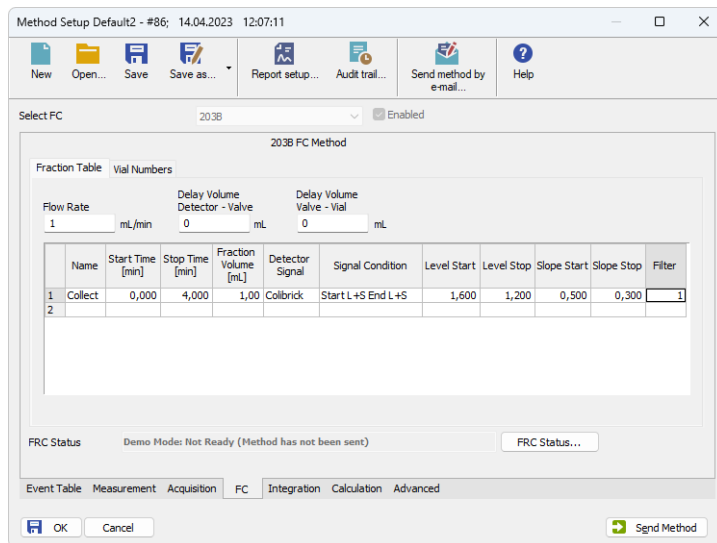 Method Setup Default2 - #86; 14.04.2023 12:07:11
New Open... Save Save as... Report setup... Audit trail... Send method by e-mail... Help
Select FC 203B Enabled
203B FC Method
Fraction Table Vial Numbers
Flow Rate Delay Volume Detector - Valve Delay Volume Valve - Vial
1 mL/min 0 mL 0 mL
Name Start Time [min] Stop Time [min] Fraction Volume [mL] Detector Signal Signal Condition Level Start Level Stop Slope Start Slope Stop Filter
1 Collect 0,000 4,000 1,00 Colibrick Start L+S End L+S 1,600 1,200 0,500 0,300 1
2
FRC Status Demo Mode: Not Ready (Method has not been sent) FRC Status...
Event Table Measurement Acquisition FC Integration Calculation Advanced
OK Cancel Send Method